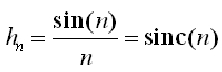 hₙ = sin(n)/n = sinc(n)